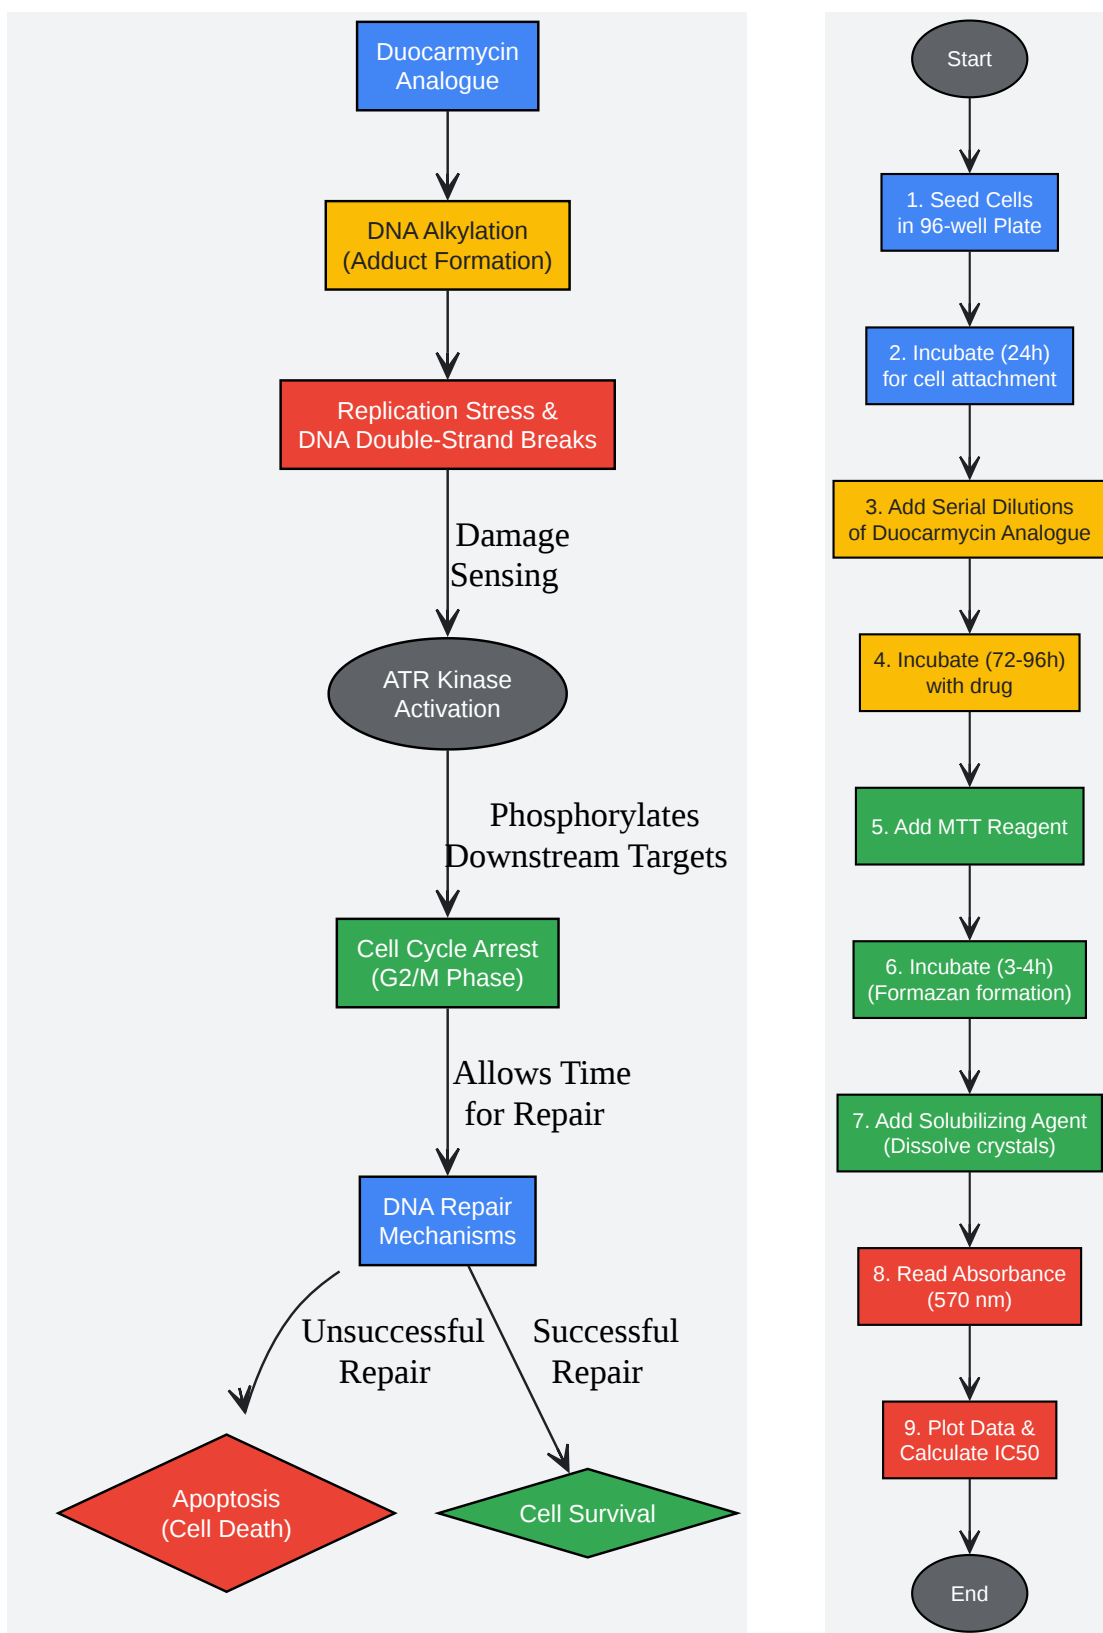 Duocarmycin
Analogue
DNA Alkylation
(Adduct Formation)
Replication Stress &
DNA Double-Strand Breaks
Damage
Sensing
ATR Kinase
Activation
Phosphorylates
Downstream Targets
Cell Cycle Arrest
(G2/M Phase)
Allows Time
for Repair
DNA Repair
Mechanisms
Unsuccessful
Repair
Successful
Repair
Apoptosis
(Cell Death)
Cell Survival
Start
1. Seed Cells
in 96-well Plate
2. Incubate (24h)
for cell attachment
3. Add Serial Dilutions
of Duocarmycin Analogue
4. Incubate (72-96h)
with drug
5. Add MTT Reagent
6. Incubate (3-4h)
(Formazan formation)
7. Add Solubilizing Agent
(Dissolve crystals)
8. Read Absorbance
(570 nm)
9. Plot Data &
Calculate IC50
End